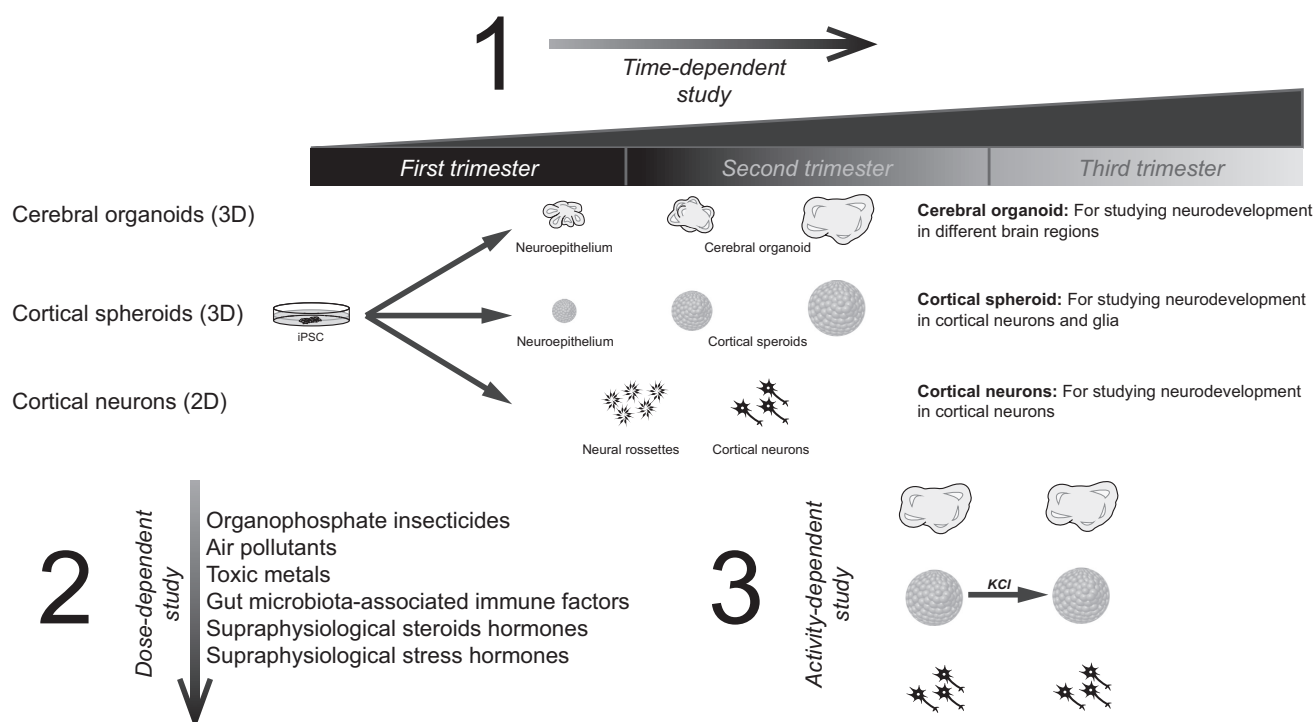 1
Time-dependent
study
First trimester
Second trimester
Third trimester
Cerebral organoids (3D)
Neuroepithelium
Cerebral organoid
Cerebral organoid: For studying neurodevelopment
in different brain regions
Cortical spheroids (3D)
iPSC
Neuroepithelium
Cortical speroids
Cortical spheroid: For studying neurodevelopment
in cortical neurons and glia
Cortical neurons (2D)
Neural rossettes
Cortical neurons
Cortical neurons: For studying neurodevelopment
in cortical neurons
2
Dose-dependent
study
Organophosphate insecticides
Air pollutants
Toxic metals
Gut microbiota-associated immune factors
Supraphysiological steroids hormones
Supraphysiological stress hormones
3
Activity-dependent
study
KCl